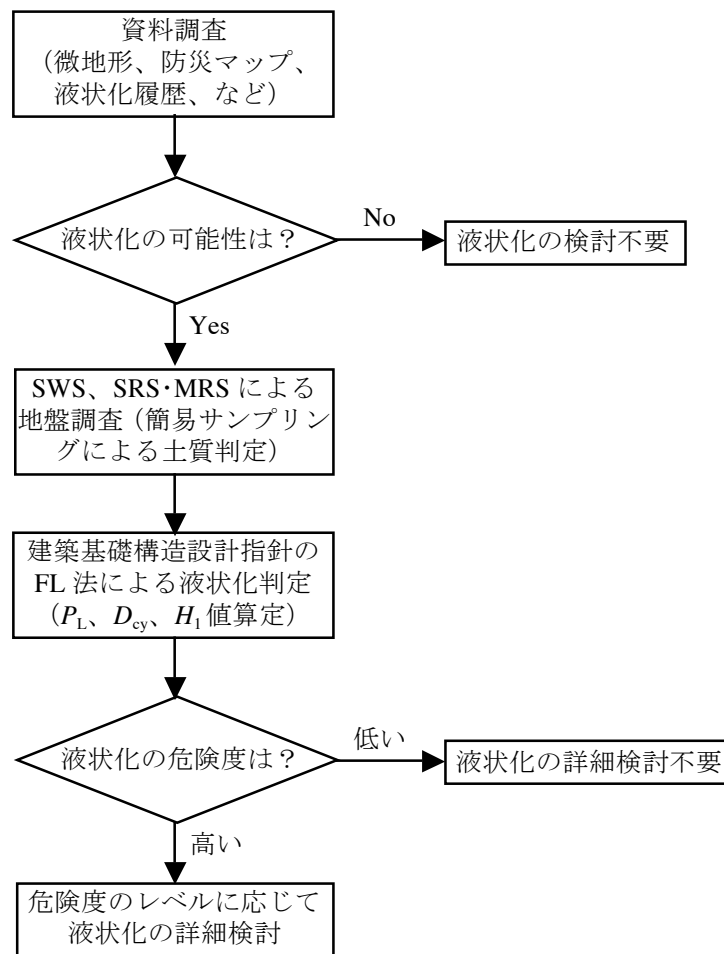 資料調査
（微地形、防災マップ、
液状化履歴、など）
液状化の可能性は？
No
液状化の検討不要
Yes
SWS、SRS・MRS による
地盤調査（簡易サンプリン
グによる土質判定）
建築基礎構造設計指針の
FL 法による液状化判定
（PL、Dcy、H1値算定）
液状化の危険度は？
低い
液状化の詳細検討不要
高い
危険度のレベルに応じて
液状化の詳細検討